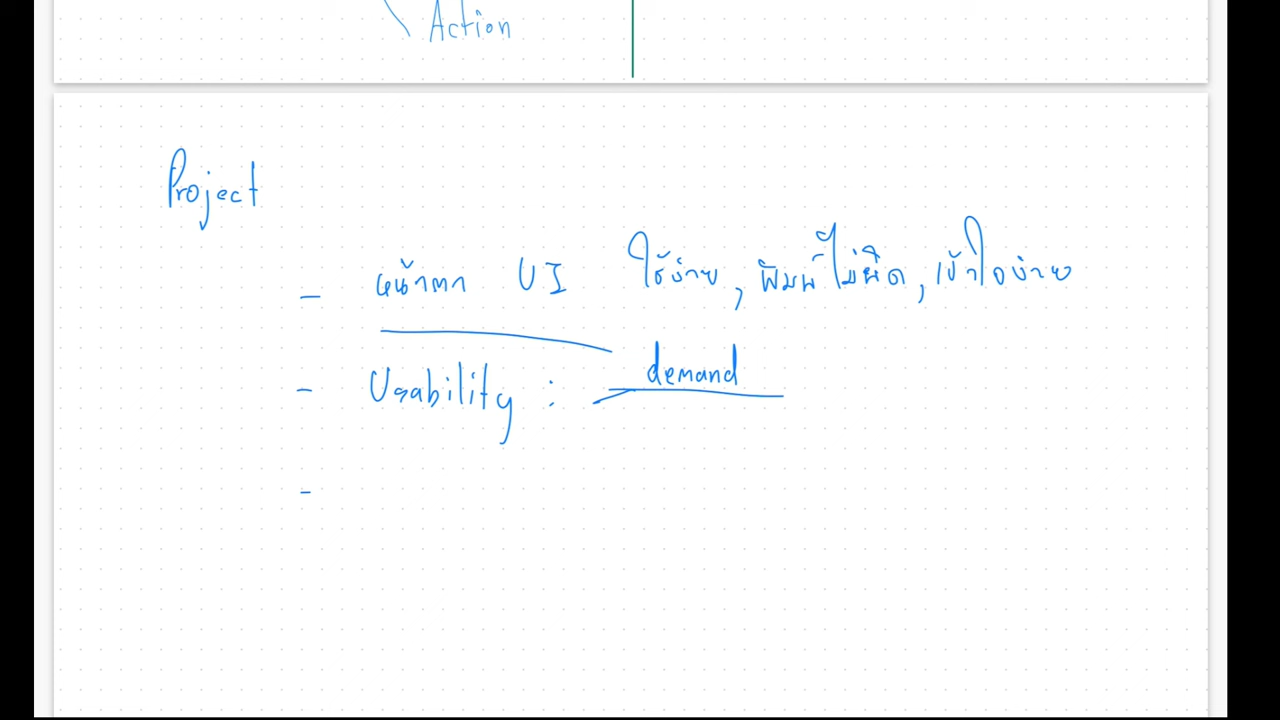 Action
Project
- หน้าตา UI ใช้ง่าย, พิมพ์ไม่ผิด, เข้าใจง่าย
- Usability : demand
-